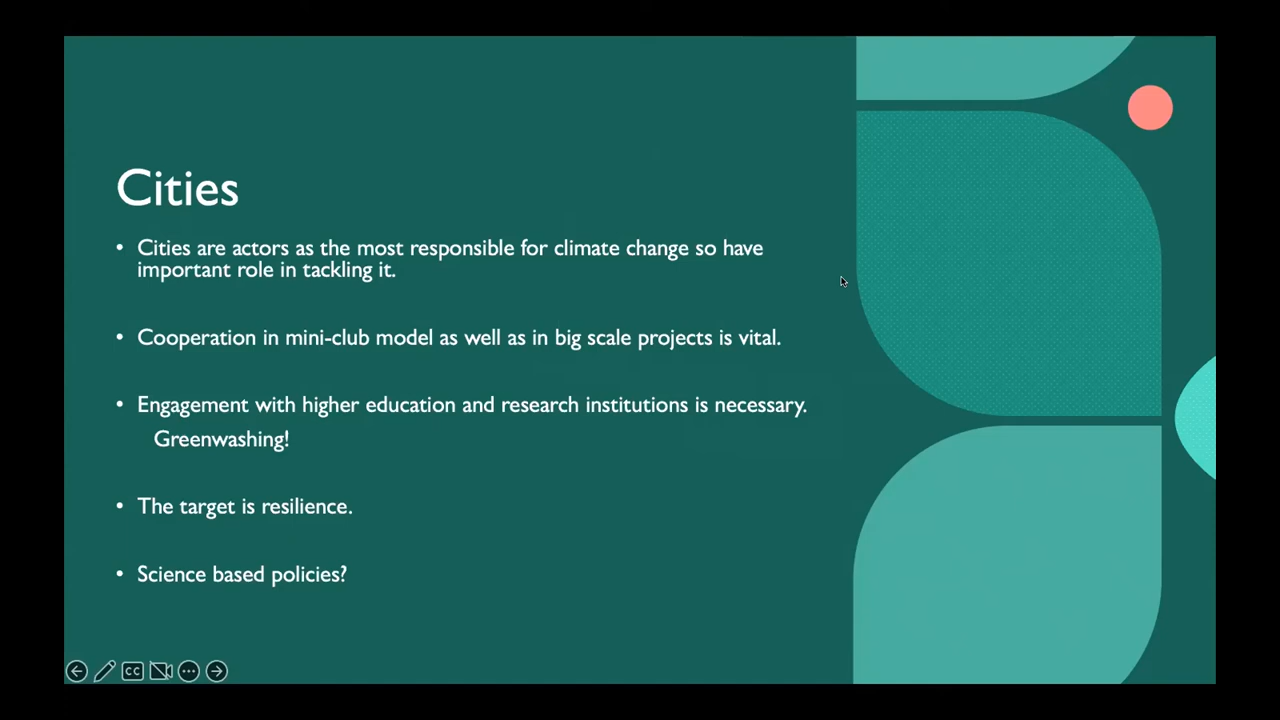 Cities
• Cities are actors as the most responsible for climate change so have
important role in tackling it.
• Cooperation in mini-club model as well as in big scale projects is vital.
• Engagement with higher education and research institutions is necessary.
Greenwashing!
• The target is resilience.
• Science based policies?
CC